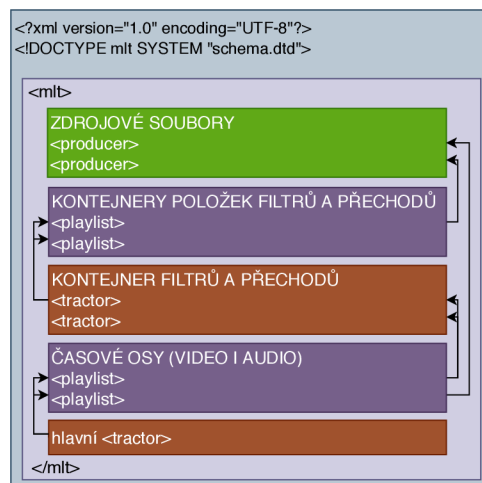 <?xml version="1.0" encoding="UTF-8"?>
<!DOCTYPE mlt SYSTEM "schema.dtd">
<mlt>
ZDROJOVÉ SOUBORY
<producer>
<producer>
KONTEJNERY POLOŽEK FILTRŮ A PŘECHODŮ
<playlist>
<playlist>
KONTEJNER FILTRŮ A PŘECHODŮ
<tractor>
<tractor>
ČASOVÉ OSY (VIDEO I AUDIO)
<playlist>
<playlist>
hlavní <tractor>
</mlt>